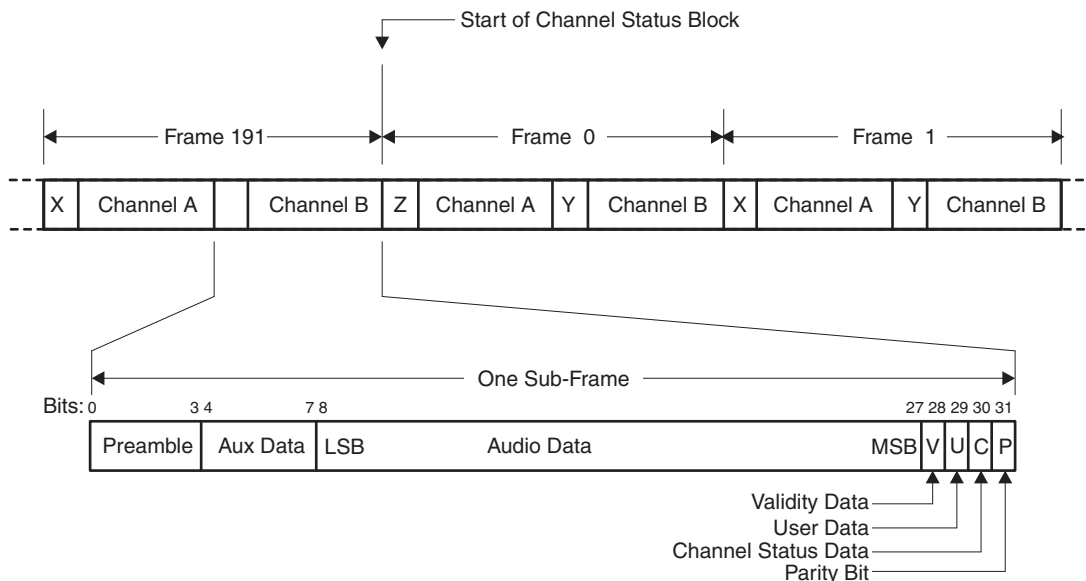 Start of Channel Status Block
Frame 191 Frame 0 Frame 1
X Channel A Channel B Z Channel A Y Channel B X Channel A Y Channel B
One Sub-Frame
Bits: 0 3 4 7 8 27 28 29 30 31
Preamble Aux Data LSB Audio Data MSB V U C P
Validity Data
User Data
Channel Status Data
Parity Bit